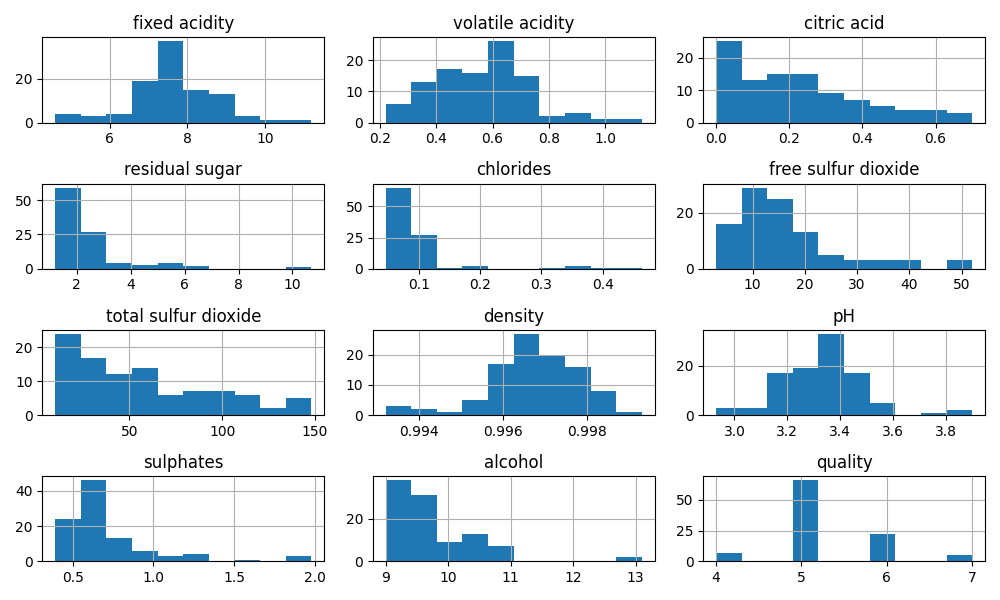 fixed acidity
20
0
6 8 10
volatile acidity
20
10
0
0.2 0.4 0.6 0.8 1.0
citric acid
20
10
0
0.0 0.2 0.4 0.6
residual sugar
50
25
0
2 4 6 8 10
chlorides
50
25
0
0.1 0.2 0.3 0.4
free sulfur dioxide
20
0
10 20 30 40 50
total sulfur dioxide
20
10
0
50 100 150
density
20
10
0
0.994 0.996 0.998
pH
20
0
3.0 3.2 3.4 3.6 3.8
sulphates
40
20
0
0.5 1.0 1.5 2.0
alcohol
20
0
9 10 11 12 13
quality
50
25
0
4 5 6 7